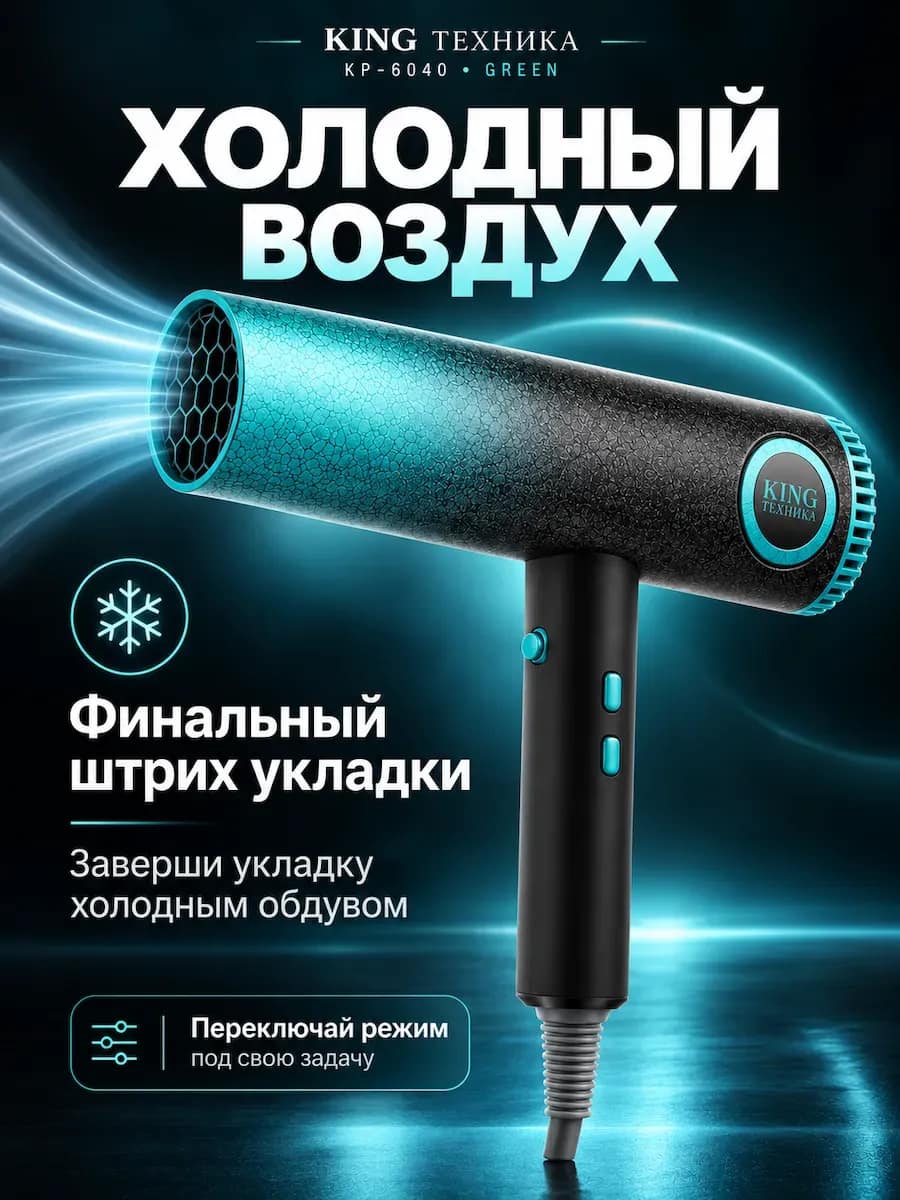 KING ТЕХНИКА
KP-6040 • GREEN
ХОЛОДНЫЙ
ВОЗДУХ
KING
ТЕХНИКА
Финальный
штрих укладки
Заверши укладку
холодным обдувом
Переключай режим
под свою задачу